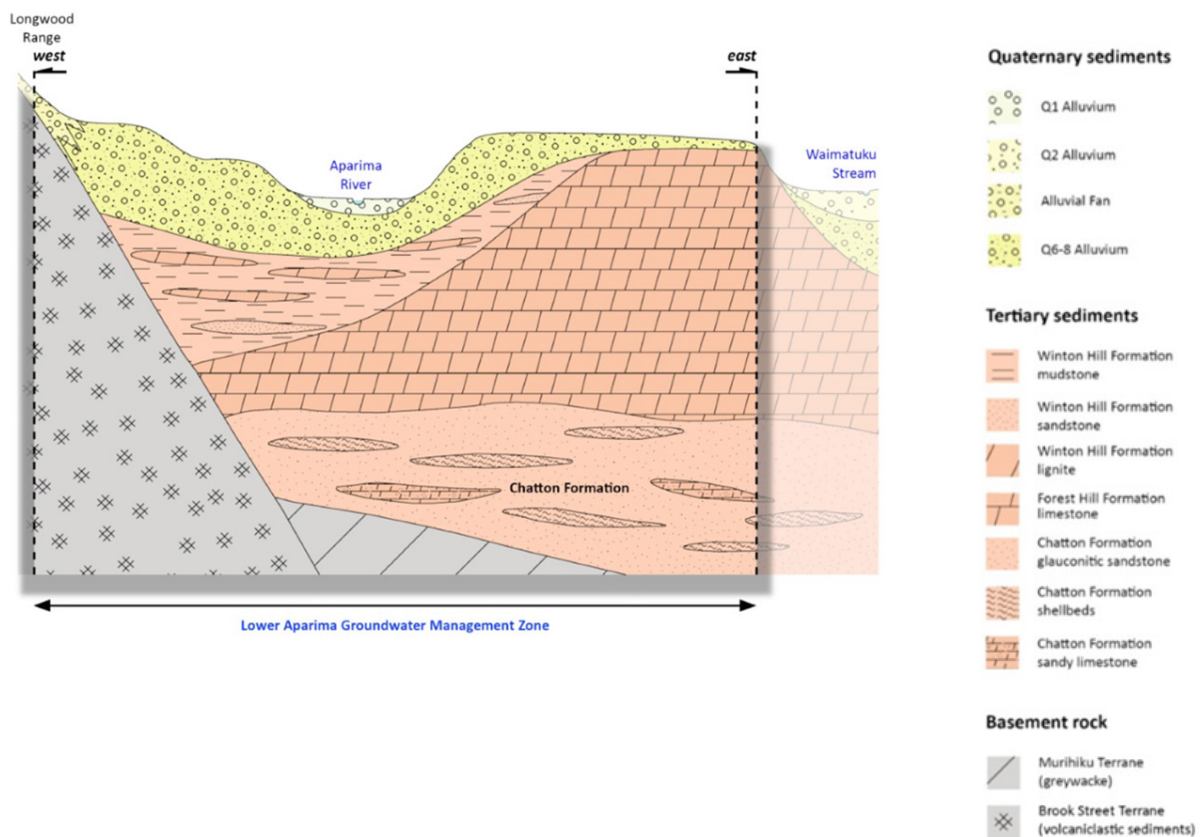 Longwood
Range
west
east
Aparima
River
Waimatuku
Stream
Chatton Formation
Lower Aparima Groundwater Management Zone
Quaternary sediments
Q1 Alluvium
Q2 Alluvium
Alluvial Fan
Q6-8 Alluvium
Tertiary sediments
Winton Hill Formation
mudstone
Winton Hill Formation
sandstone
Winton Hill Formation
lignite
Forest Hill Formation
limestone
Chatton Formation
glauconitic sandstone
Chatton Formation
shellbeds
Chatton Formation
sandy limestone
Basement rock
Murihiku Terrane
(greywacke)
Brook Street Terrane
(volcaniclastic sediments)